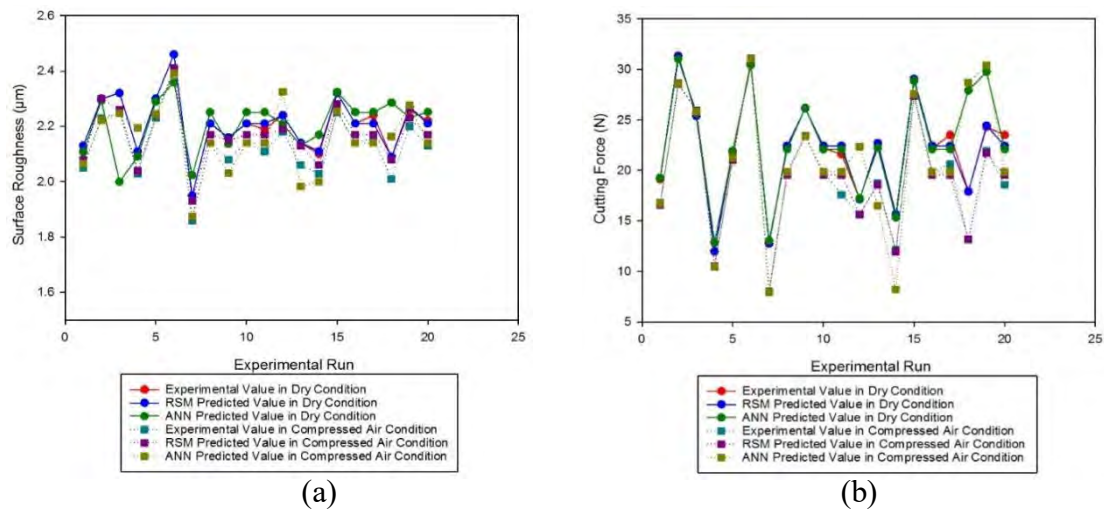 2.6
2.4
2.2
2.0
1.8
1.6
Surface Roughness (µm)
0 5 10 15 20 25
Experimental Run
Experimental Value in Dry Condition
RSM Predicted Value in Dry Condition
ANN Predicted Value in Dry Condition
Experimental Value in Compressed Air Condition
RSM Predicted Value in Compressed Air Condition
ANN Predicted Value in Compressed Air Condition
(a)
35
30
25
20
15
10
5
Cutting Force (N)
0 5 10 15 20 25
Experimental Run
Experimental Value in Dry Condition
RSM Predicted Value in Dry Condition
ANN Predicted Value in Dry Condition
Experimental Value in Compressed Air Condition
RSM Predicted Value in Compressed Air Condition
ANN Predicted Value in Compressed Air Condition
(b)